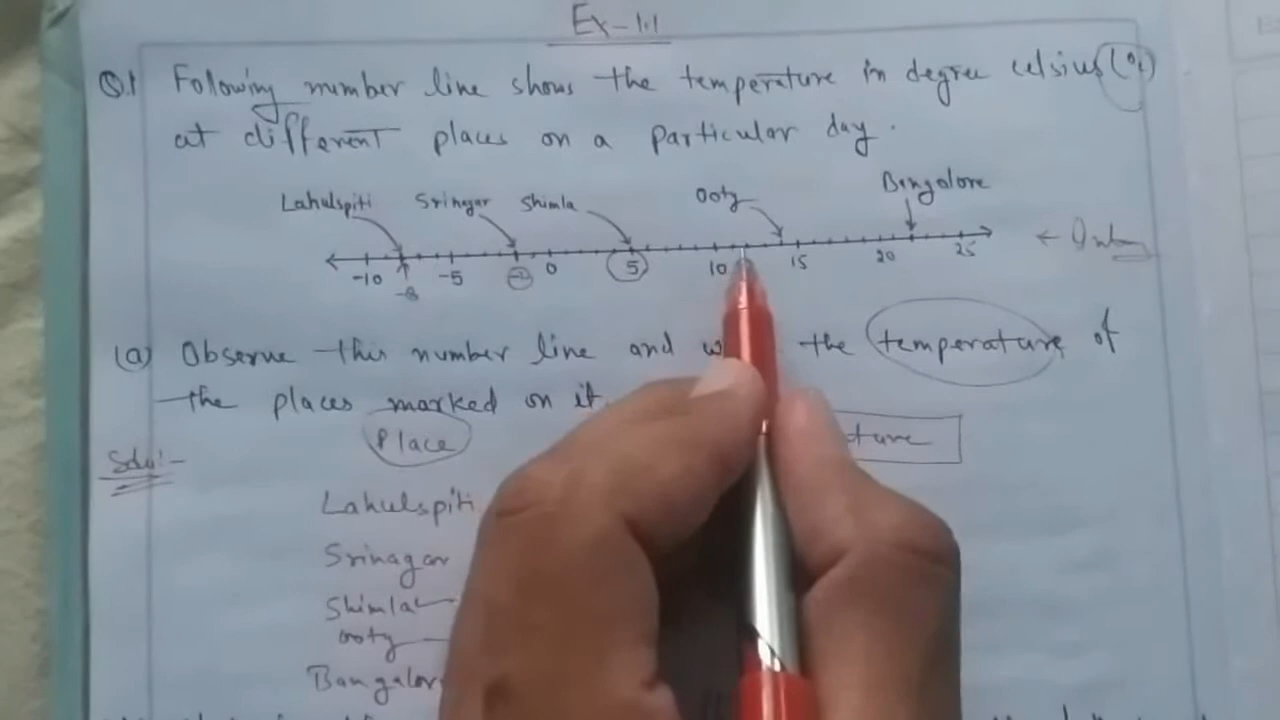 Ex-1.1
Q.1 Following number line shows the temperature in degree celsius (°c)
at different places on a particular day.
Lahulspiti Srinagar Shimla Ooty Bangalore
-10 -8 -5 -2 0 5 10 15 20 25
(a) Observe this number line and the temperature of
the places marked on it.
Place
Solu:-
Lahulspiti
Srinagar
Shimla
Ooty